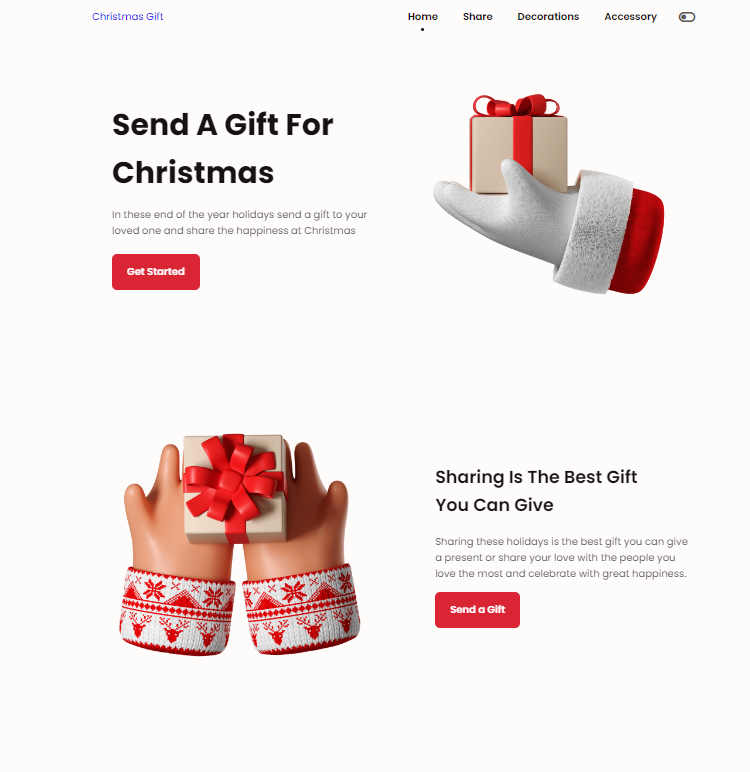 Christmas Gift
Home
Share
Decorations
Accessory
Send A Gift For
Christmas
In these end of the year holidays send a gift to your
loved one and share the happiness at Christmas
Get Started
Sharing Is The Best Gift
You Can Give
Sharing these holidays is the best gift you can give
a present or share your love with the people you
love the most and celebrate with great happiness.
Send a Gift